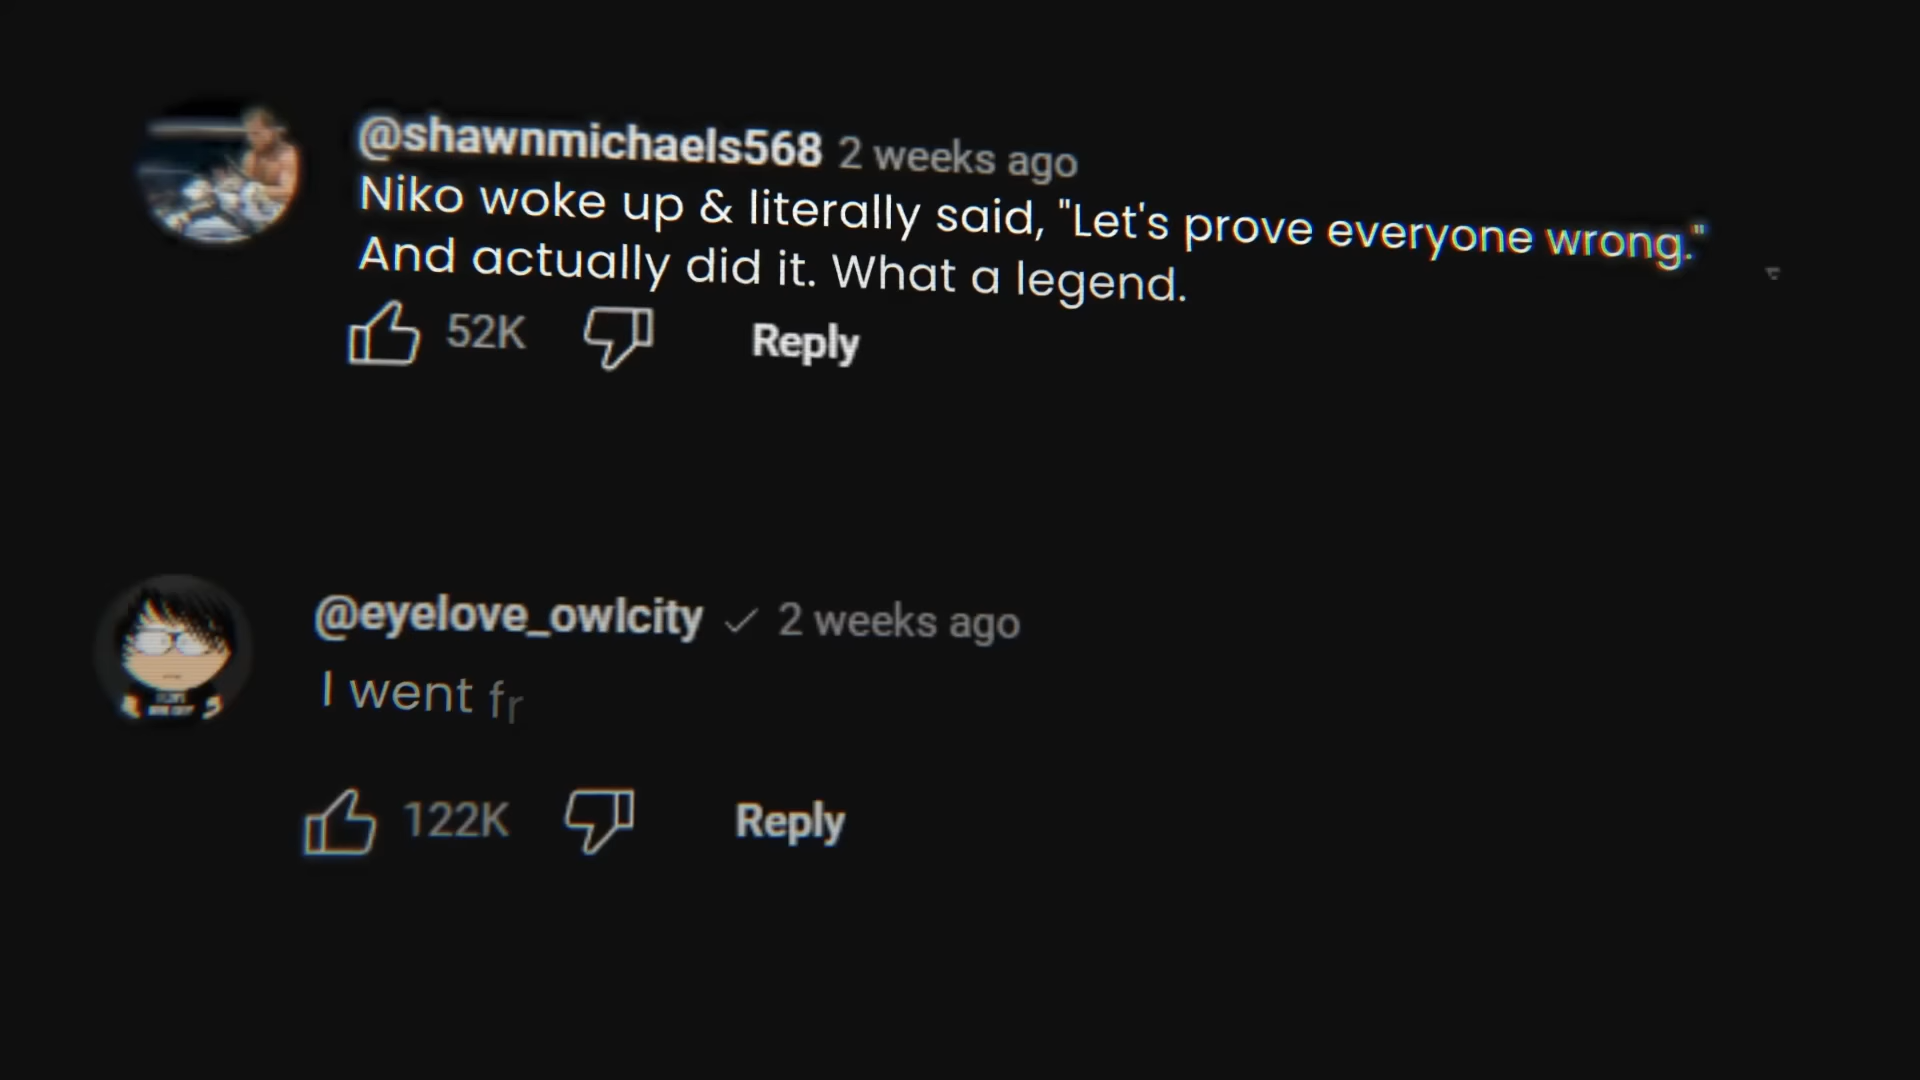 @shawnmichaels568 2 weeks ago
Niko woke up & literally said, "Let's prove everyone wrong."
And actually did it. What a legend.
52K Reply
@eyelove_owlcity ✓ 2 weeks ago
I went fr
122K Reply